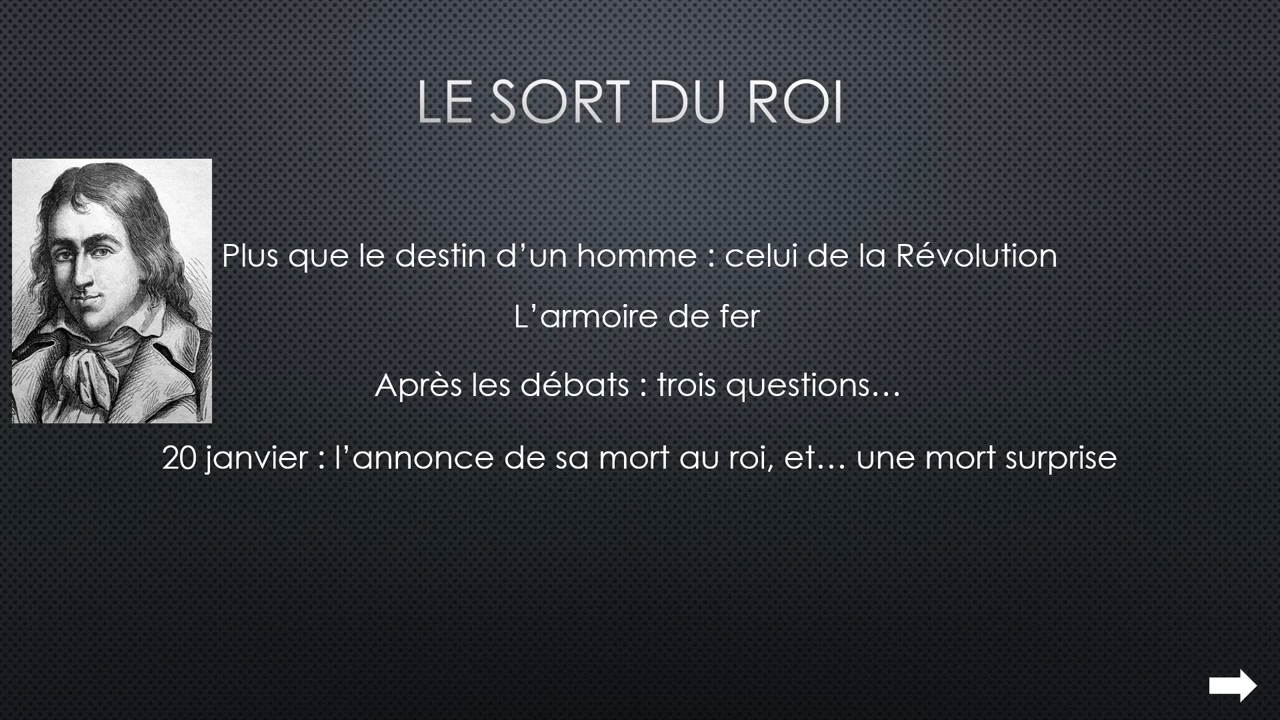 LE SORT DU ROI
Plus que le destin d’un homme : celui de la Révolution
L’armoire de fer
Après les débats : trois questions…
20 janvier : l’annonce de sa mort au roi, et… une mort surprise